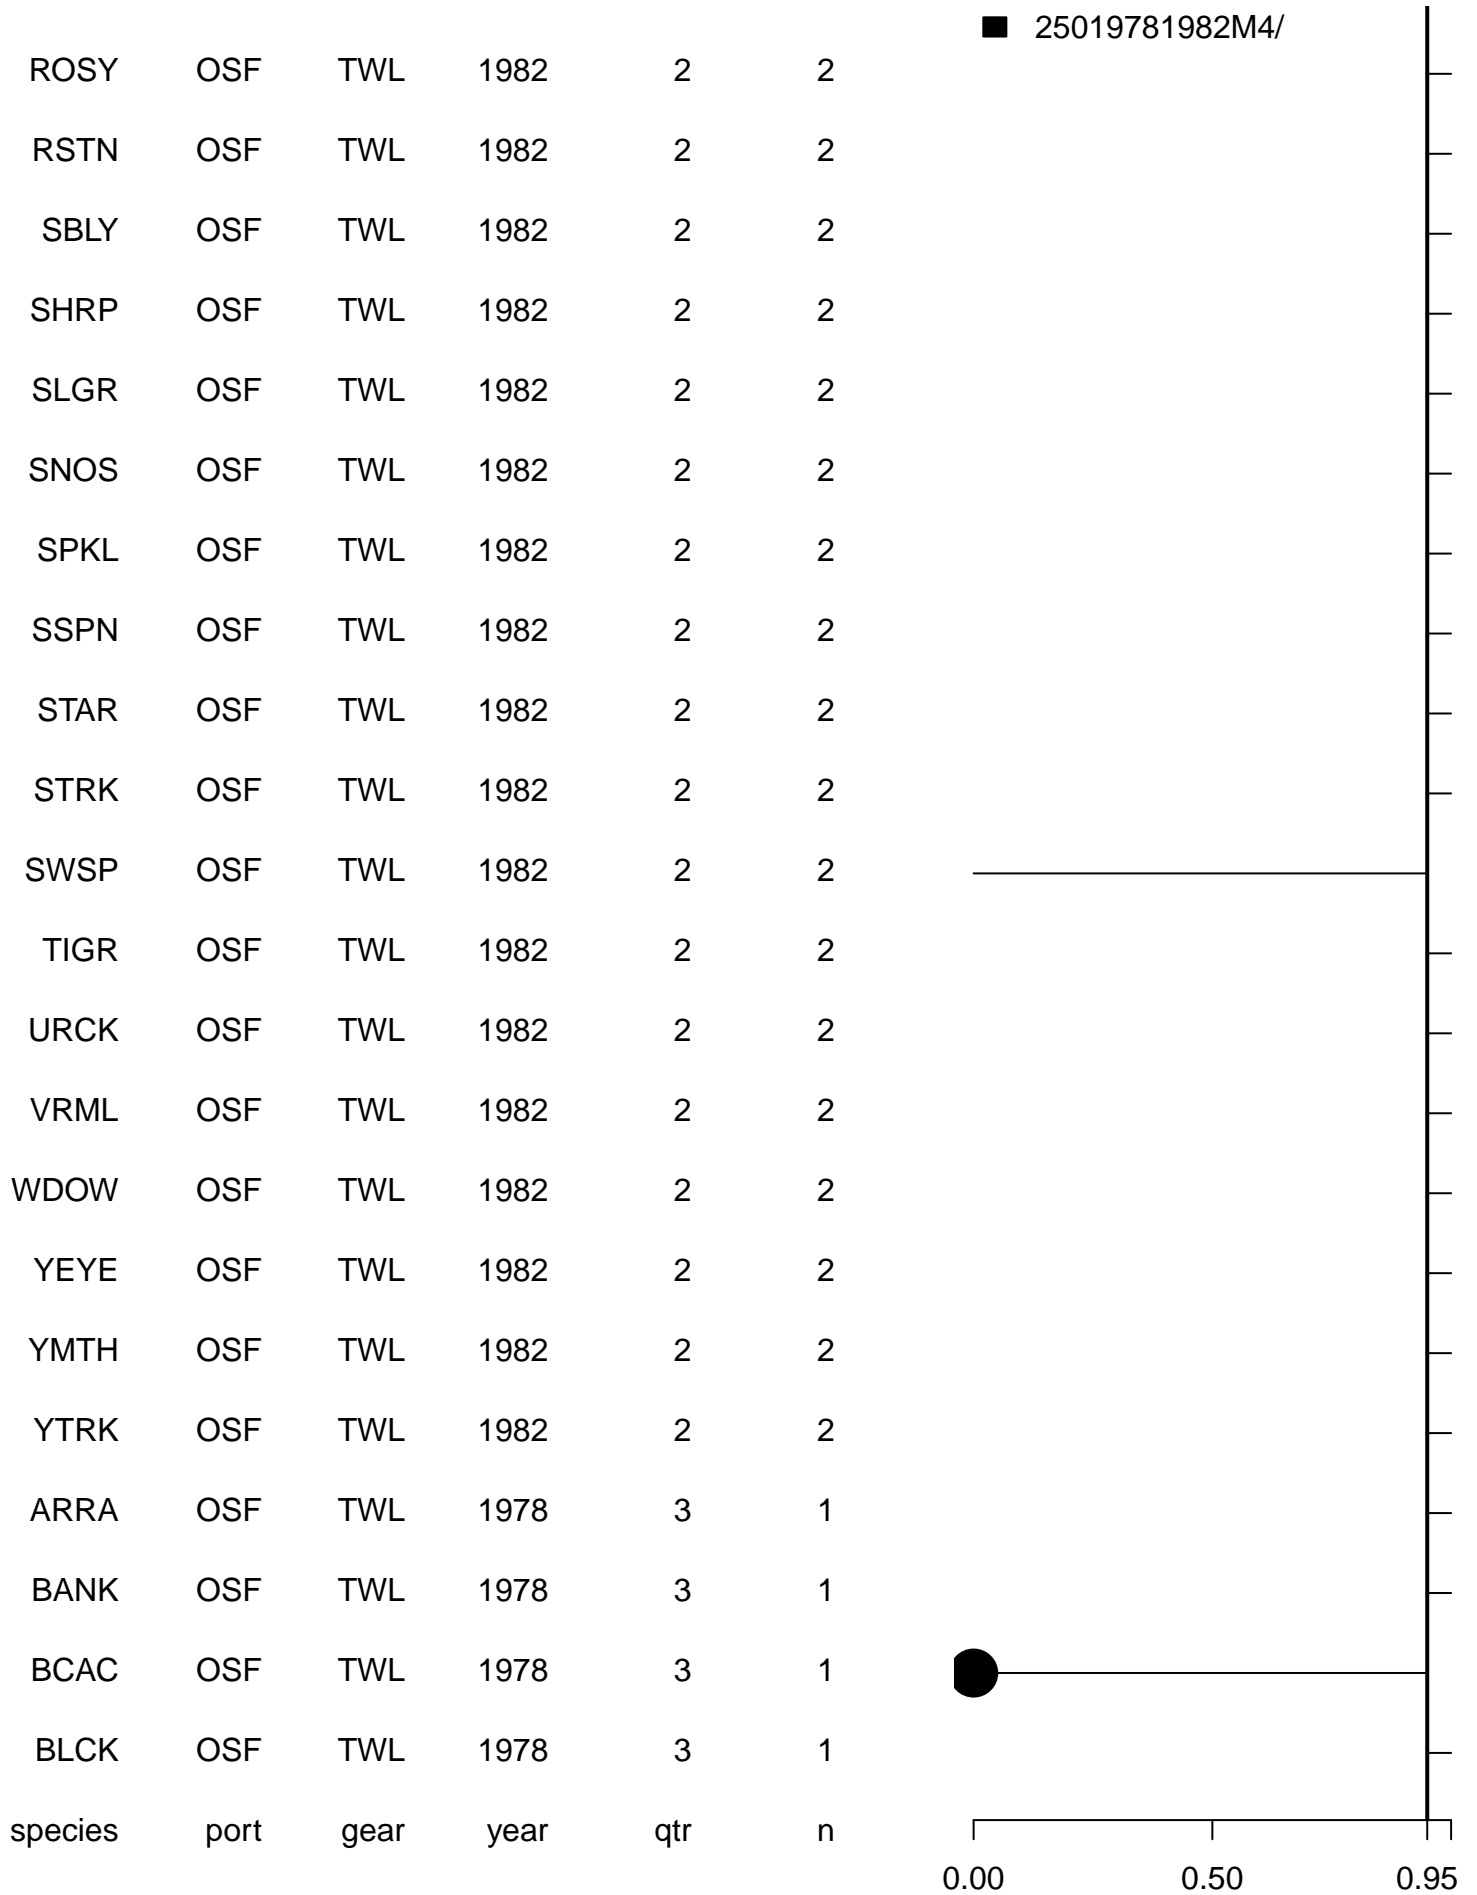 25019781982M4/
ROSY OSF TWL 1982 2 2
RSTN OSF TWL 1982 2 2
SBLY OSF TWL 1982 2 2
SHRP OSF TWL 1982 2 2
SLGR OSF TWL 1982 2 2
SNOS OSF TWL 1982 2 2
SPKL OSF TWL 1982 2 2
SSPN OSF TWL 1982 2 2
STAR OSF TWL 1982 2 2
STRK OSF TWL 1982 2 2
SWSP OSF TWL 1982 2 2
TIGR OSF TWL 1982 2 2
URCK OSF TWL 1982 2 2
VRML OSF TWL 1982 2 2
WDOW OSF TWL 1982 2 2
YEYE OSF TWL 1982 2 2
YMTH OSF TWL 1982 2 2
YTRK OSF TWL 1982 2 2
ARRA OSF TWL 1978 3 1
BANK OSF TWL 1978 3 1
BCAC OSF TWL 1978 3 1
BLCK OSF TWL 1978 3 1
species port gear year qtr n
0.00 0.50 0.95